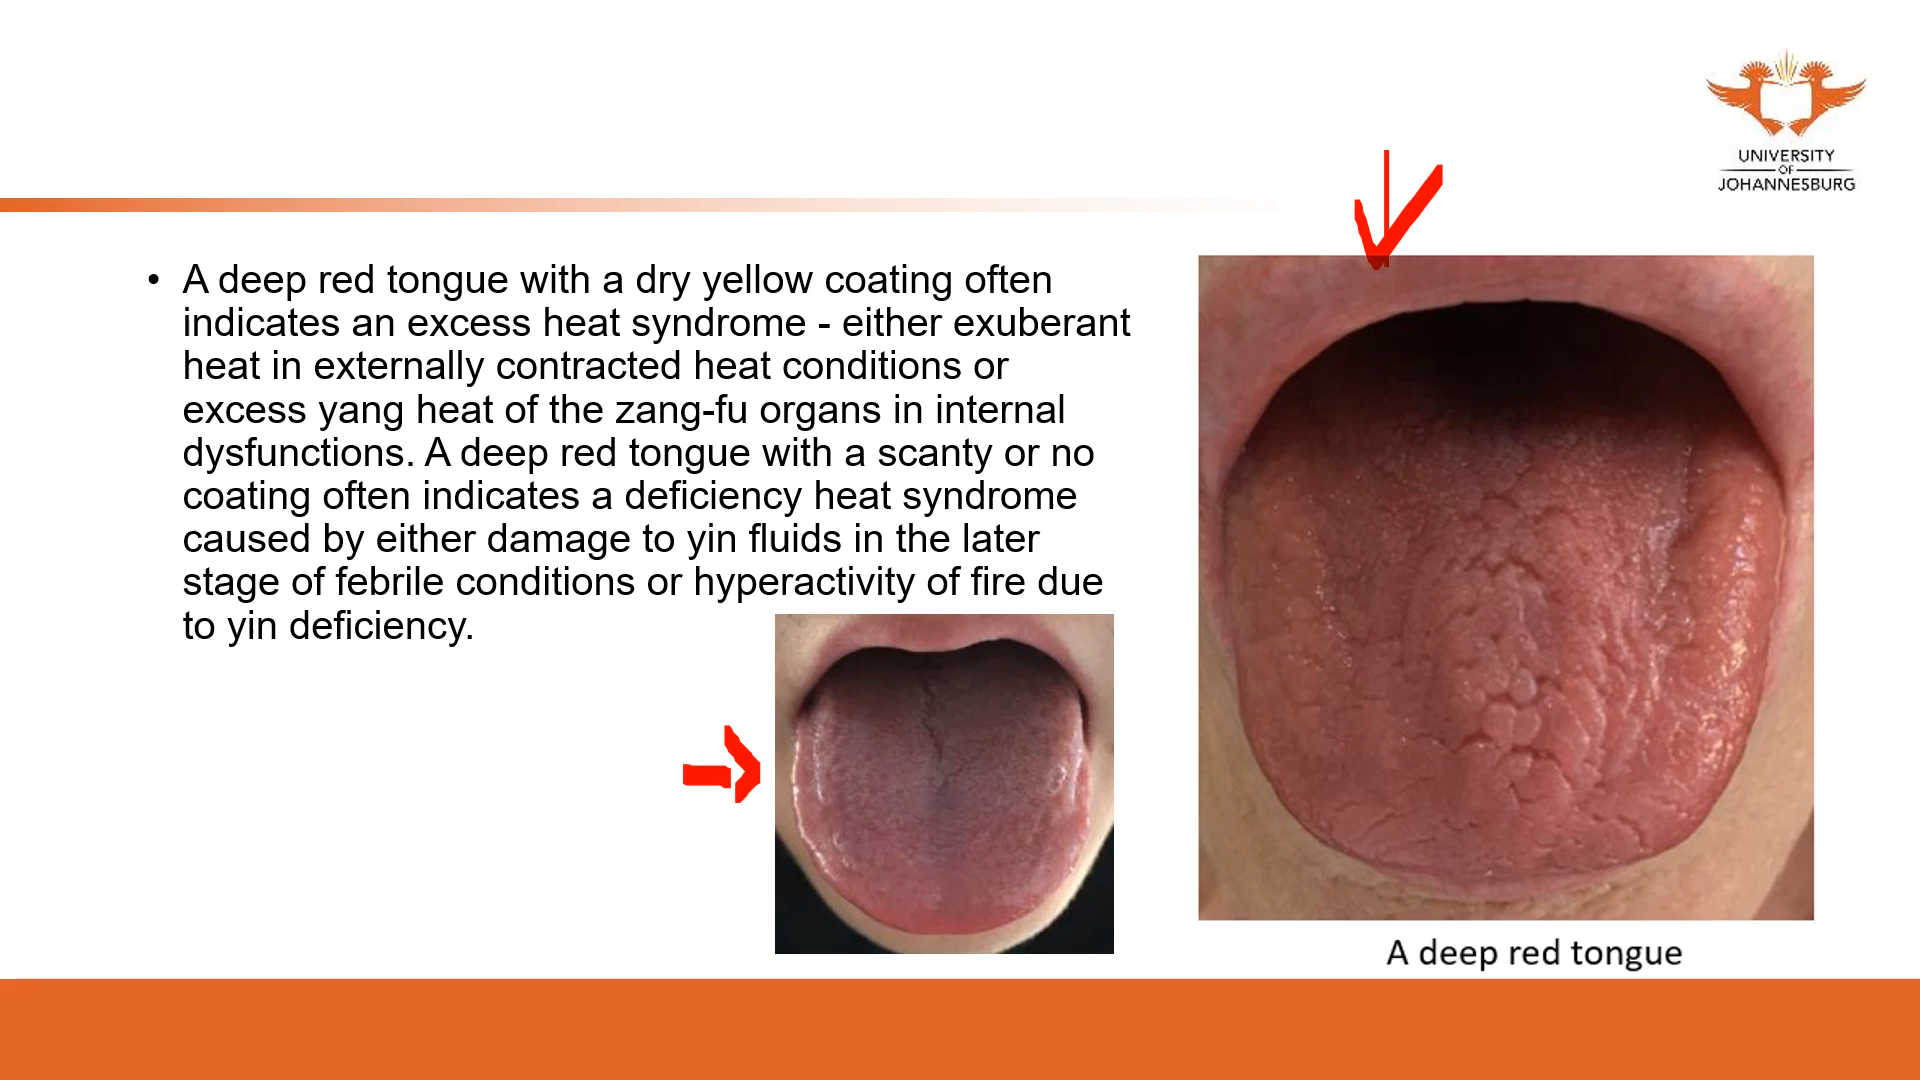 UNIVERSITY
OF
JOHANNESBURG
• A deep red tongue with a dry yellow coating often
indicates an excess heat syndrome - either exuberant
heat in externally contracted heat conditions or
excess yang heat of the zang-fu organs in internal
dysfunctions. A deep red tongue with a scanty or no
coating often indicates a deficiency heat syndrome
caused by either damage to yin fluids in the later
stage of febrile conditions or hyperactivity of fire due
to yin deficiency.
A deep red tongue